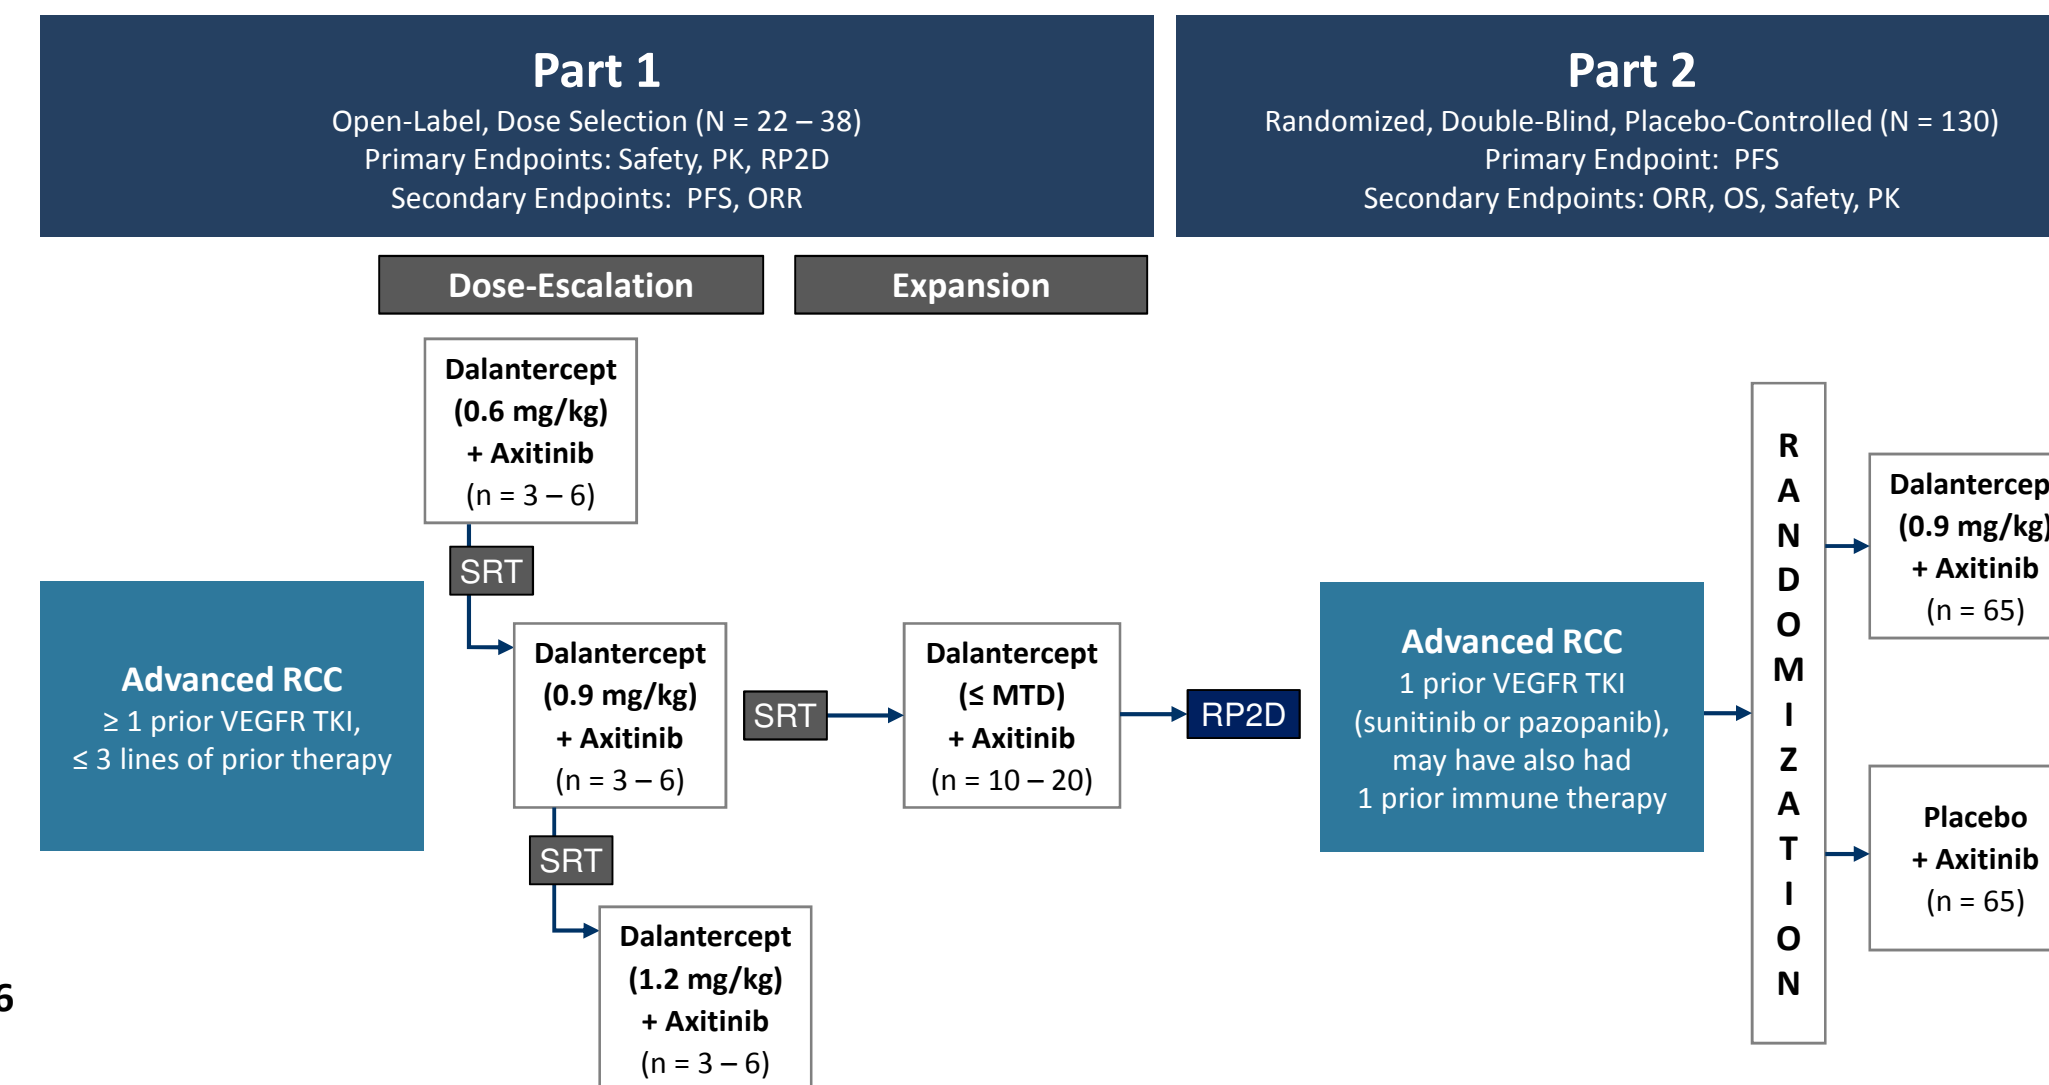 Part 1
Open-Label, Dose Selection (N = 22 – 38)
Primary Endpoints: Safety, PK, RP2D
Secondary Endpoints:  PFS, ORR
Part 2
Randomized, Double-Blind, Placebo-Controlled (N = 130)
Primary Endpoint:  PFS
Secondary Endpoints: ORR, OS, Safety, PK
Dose-Escalation
Expansion
Dalantercept
(0.6 mg/kg)
+ Axitinib
(n = 3 – 6)
SRT
Advanced RCC
≥ 1 prior VEGFR TKI,
≤ 3 lines of prior therapy
Dalantercept
(0.9 mg/kg)
+ Axitinib
(n = 3 – 6)
SRT
Dalantercept
(1.2 mg/kg)
+ Axitinib
(n = 3 – 6)
SRT
Dalantercept
(≤ MTD)
+ Axitinib
(n = 10 – 20)
RP2D
Advanced RCC
1 prior VEGFR TKI
(sunitinib or pazopanib),
may have also had
1 prior immune therapy
RANDOMIZATION
Dalantercep
(0.9 mg/kg)
+ Axitinib
(n = 65)
Placebo
+ Axitinib
(n = 65)
6